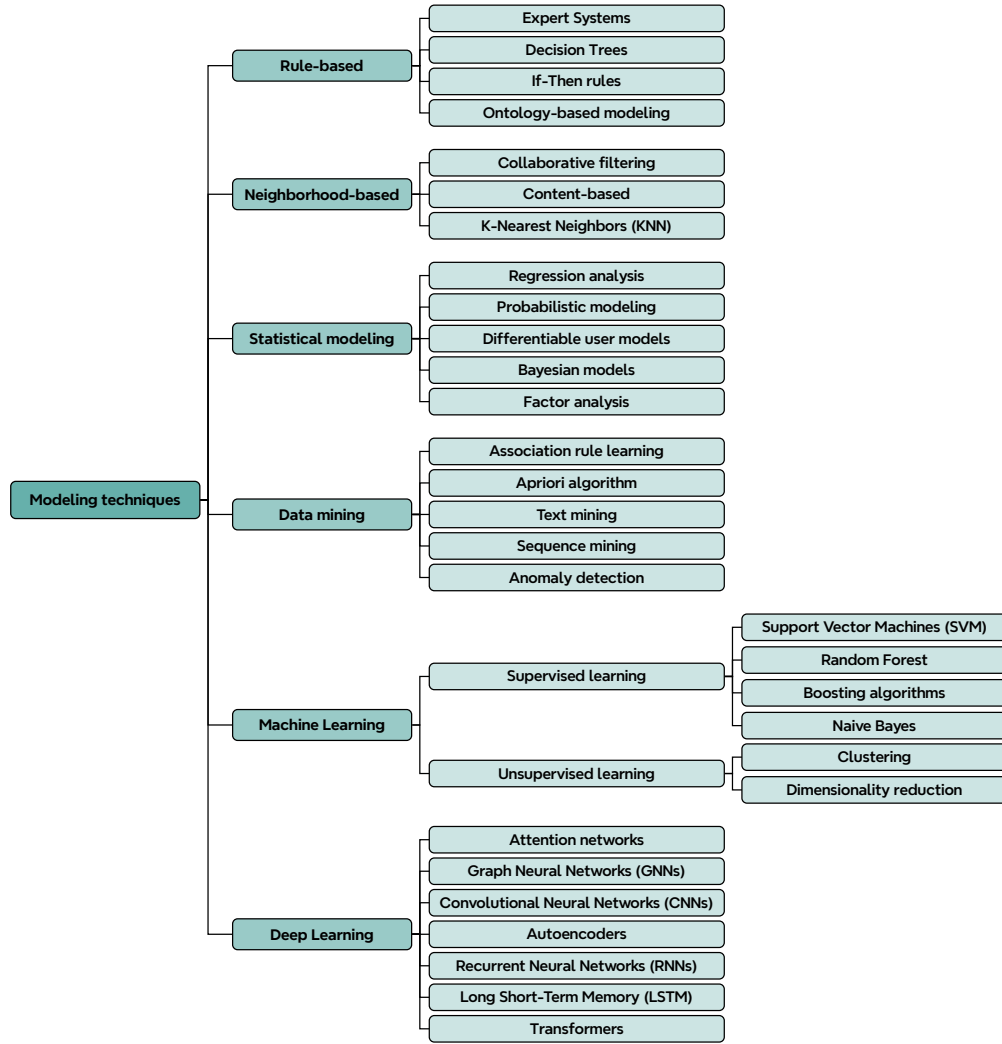 Modeling techniques
Rule-based
Expert Systems
Decision Trees
If-Then rules
Ontology-based modeling
Neighborhood-based
Collaborative filtering
Content-based
K-Nearest Neighbors (KNN)
Statistical modeling
Regression analysis
Probabilistic modeling
Differentiable user models
Bayesian models
Factor analysis
Data mining
Association rule learning
Apriori algorithm
Text mining
Sequence mining
Anomaly detection
Machine Learning
Supervised learning
Support Vector Machines (SVM)
Random Forest
Boosting algorithms
Naive Bayes
Unsupervised learning
Clustering
Dimensionality reduction
Deep Learning
Attention networks
Graph Neural Networks (GNNs)
Convolutional Neural Networks (CNNs)
Autoencoders
Recurrent Neural Networks (RNNs)
Long Short-Term Memory (LSTM)
Transformers